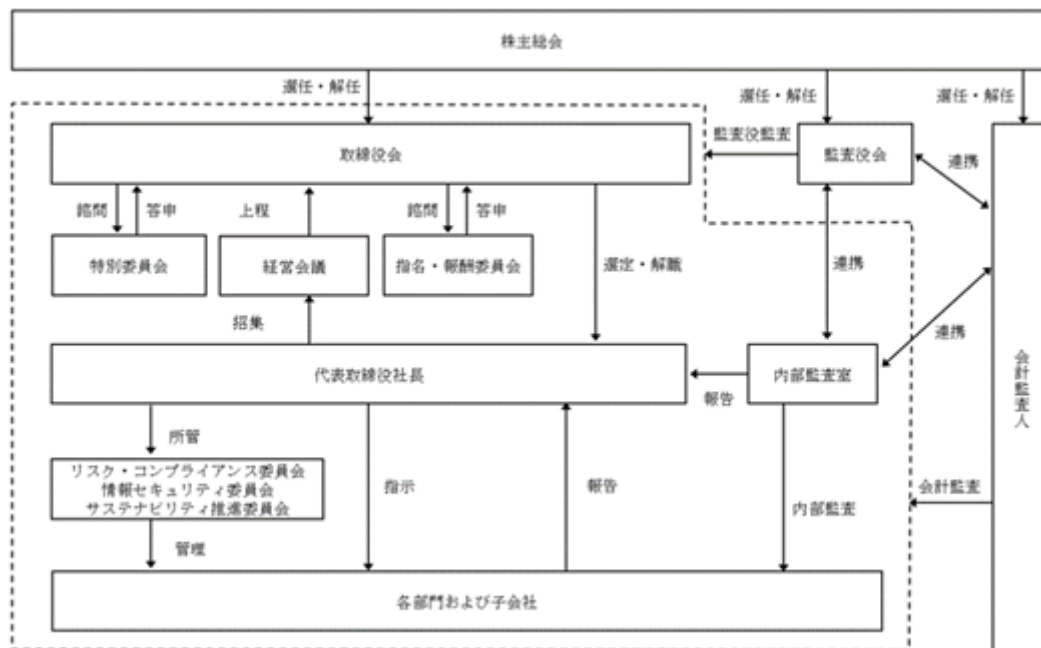 株主総会
選任・解任
選任・解任
選任・解任
取締役会
監査役監査
監査役会
連携
諮問
答申
上程
諮問
答申
特別委員会
経営会議
指名・報酬委員会
選定・解職
連携
招集
連携
代表取締役社長
内部監査室
報告
会計監査人
所管
リスク・コンプライアンス委員会
情報セキュリティ委員会
サステナビリティ推進委員会
指示
報告
内部監査
会計監査
管理
各部門および子会社